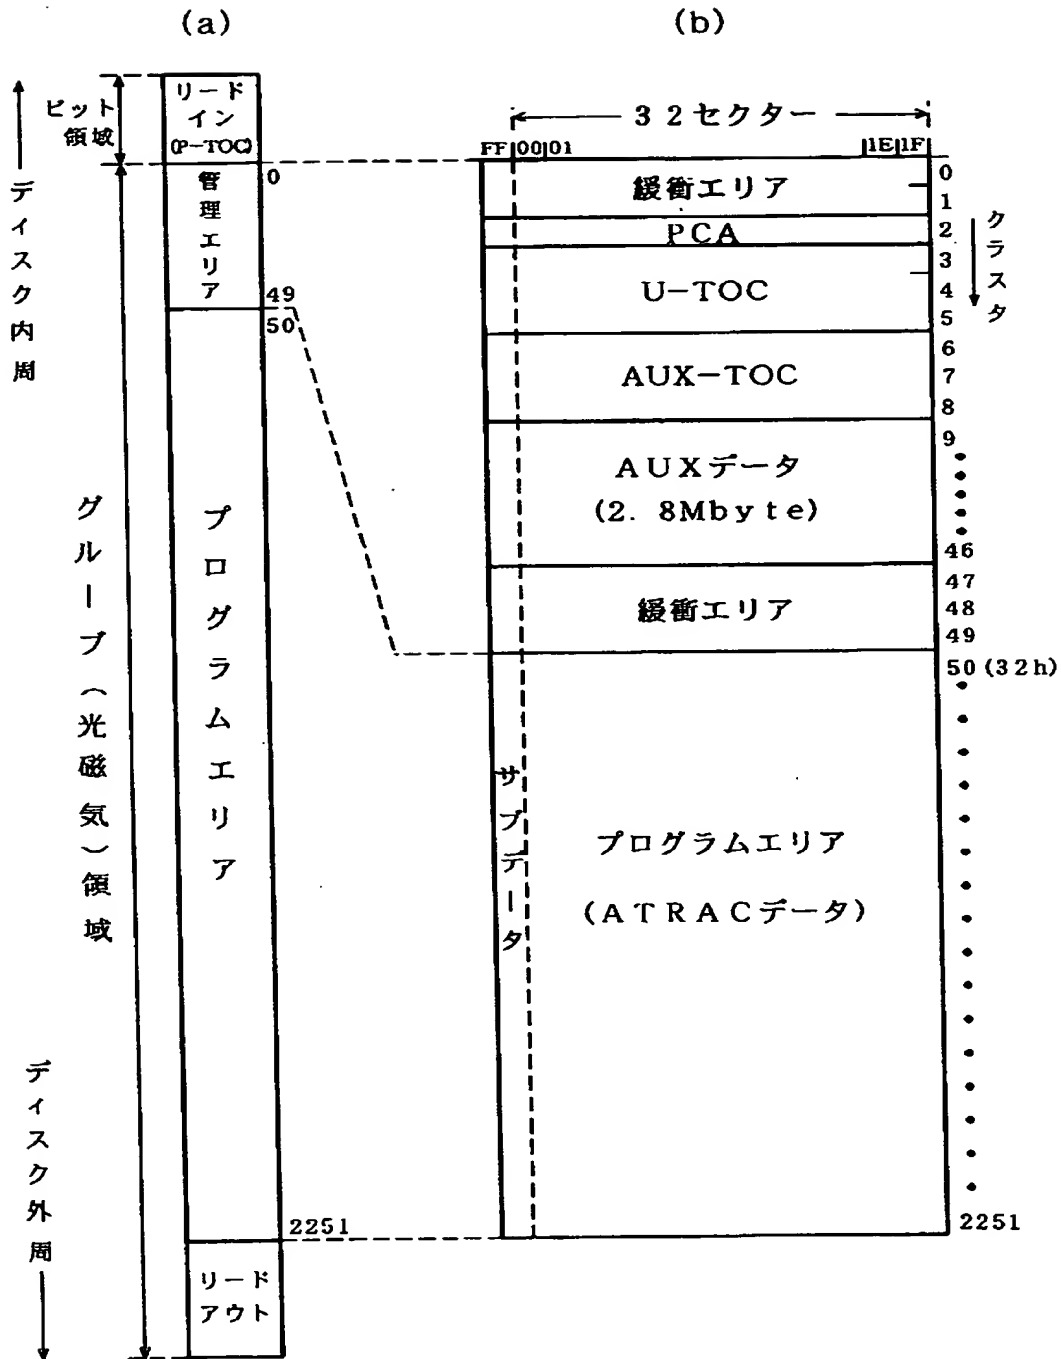 (a)
(b)
ディスク内周
ピット
領域
リード
イン
(P-TOC)
管理エリア
0
49
50
グルーブ（光磁気）領域
プログラムエリア
2251
ディスク外周
リード
アウト
32セクター
FF 00 01 1E 1F
緩衝エリア
0
1
PCA
2
クラスタ
U-TOC
3
4
5
AUX-TOC
6
7
8
AUXデータ
(2. 8Mbyte)
9
46
緩衝エリア
47
48
49
50 (32h)
サブデータ
プログラムエリア
(ATRACデータ)
2251